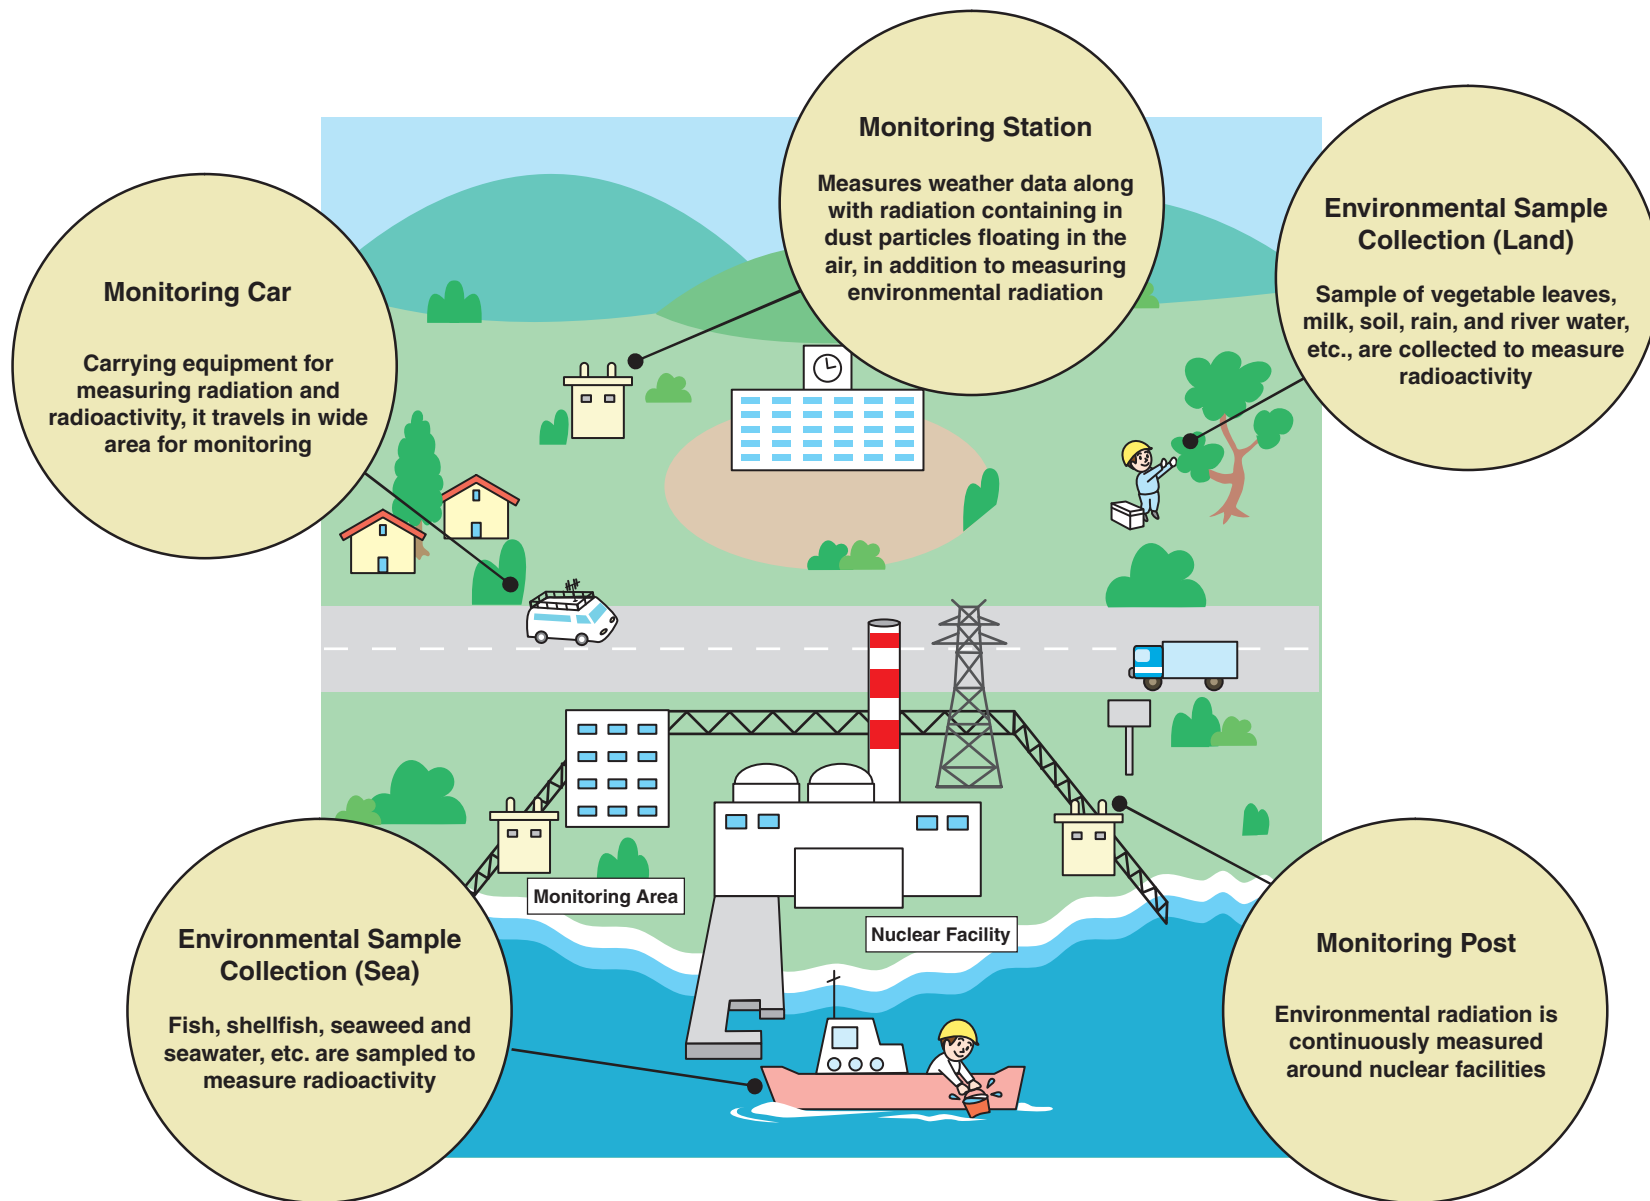 Monitoring Station
Measures weather data along
with radiation containing in
dust particles floating in the
air, in addition to measuring
environmental radiation
Environmental Sample
Collection (Land)
Sample of vegetable leaves,
milk, soil, rain, and river water,
etc., are collected to measure
radioactivity
Monitoring Car
Carrying equipment for
measuring radiation and
radioactivity, it travels in wide
area for monitoring
Monitoring Area
Nuclear Facility
Environmental Sample
Collection (Sea)
Fish, shellfish, seaweed and
seawater, etc. are sampled to
measure radioactivity
Monitoring Post
Environmental radiation is
continuously measured
around nuclear facilities